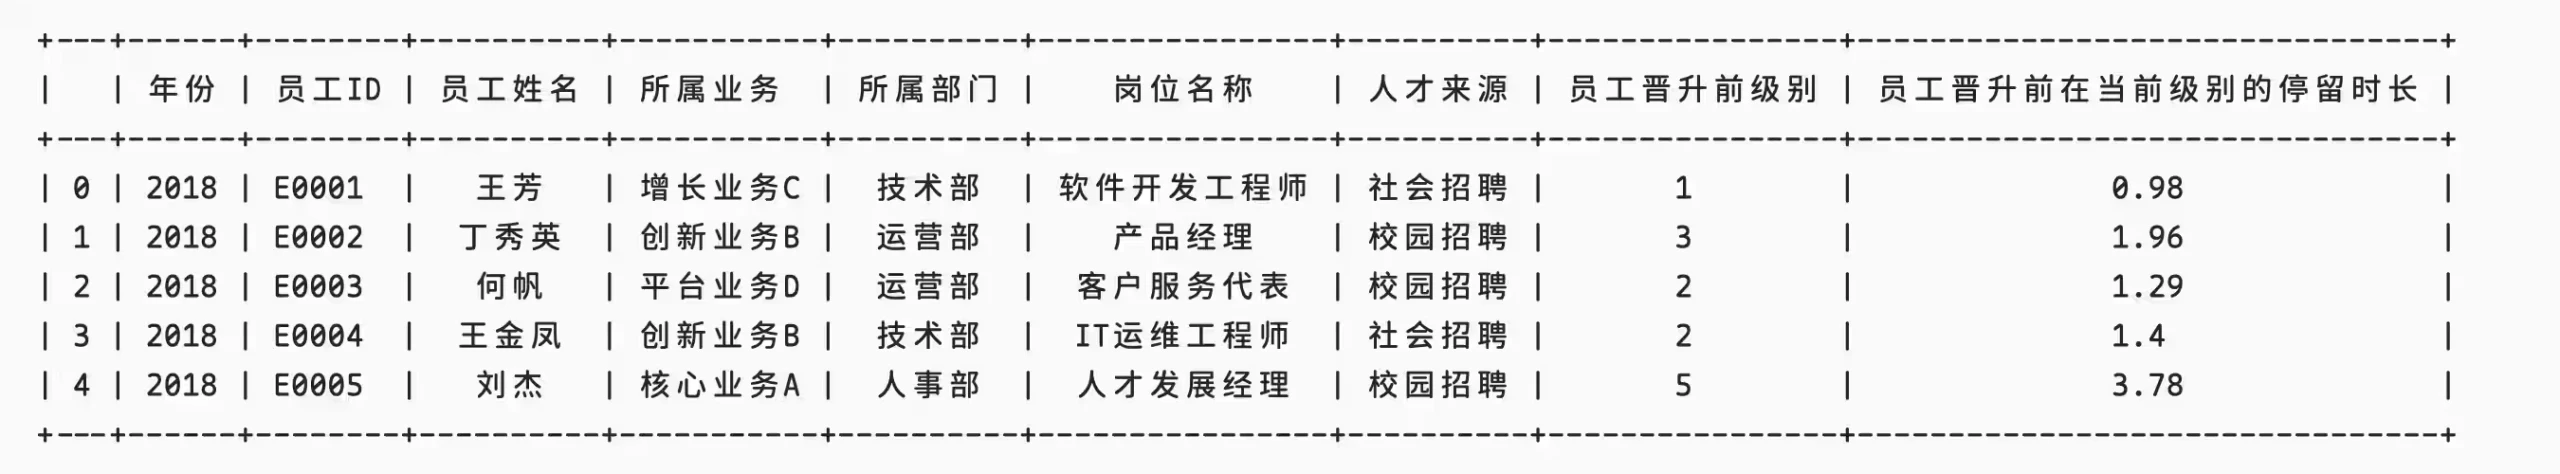 | | 年份 | 员工ID | 员工姓名 | 所属业务 | 所属部门 | 岗位名称 | 人才来源 | 员工晋升前级别 | 员工晋升前在当前级别的停留时长 |
| 0 | 2018 | E0001 | 王芳 | 增长业务C | 技术部 | 软件开发工程师 | 社会招聘 | 1 | 0.98 |
| 1 | 2018 | E0002 | 丁秀英 | 创新业务B | 运营部 | 产品经理 | 校园招聘 | 3 | 1.96 |
| 2 | 2018 | E0003 | 何帆 | 平台业务D | 运营部 | 客户服务代表 | 校园招聘 | 2 | 1.29 |
| 3 | 2018 | E0004 | 王金凤 | 创新业务B | 技术部 | IT运维工程师 | 社会招聘 | 2 | 1.4 |
| 4 | 2018 | E0005 | 刘杰 | 核心业务A | 人事部 | 人才发展经理 | 校园招聘 | 5 | 3.78 |